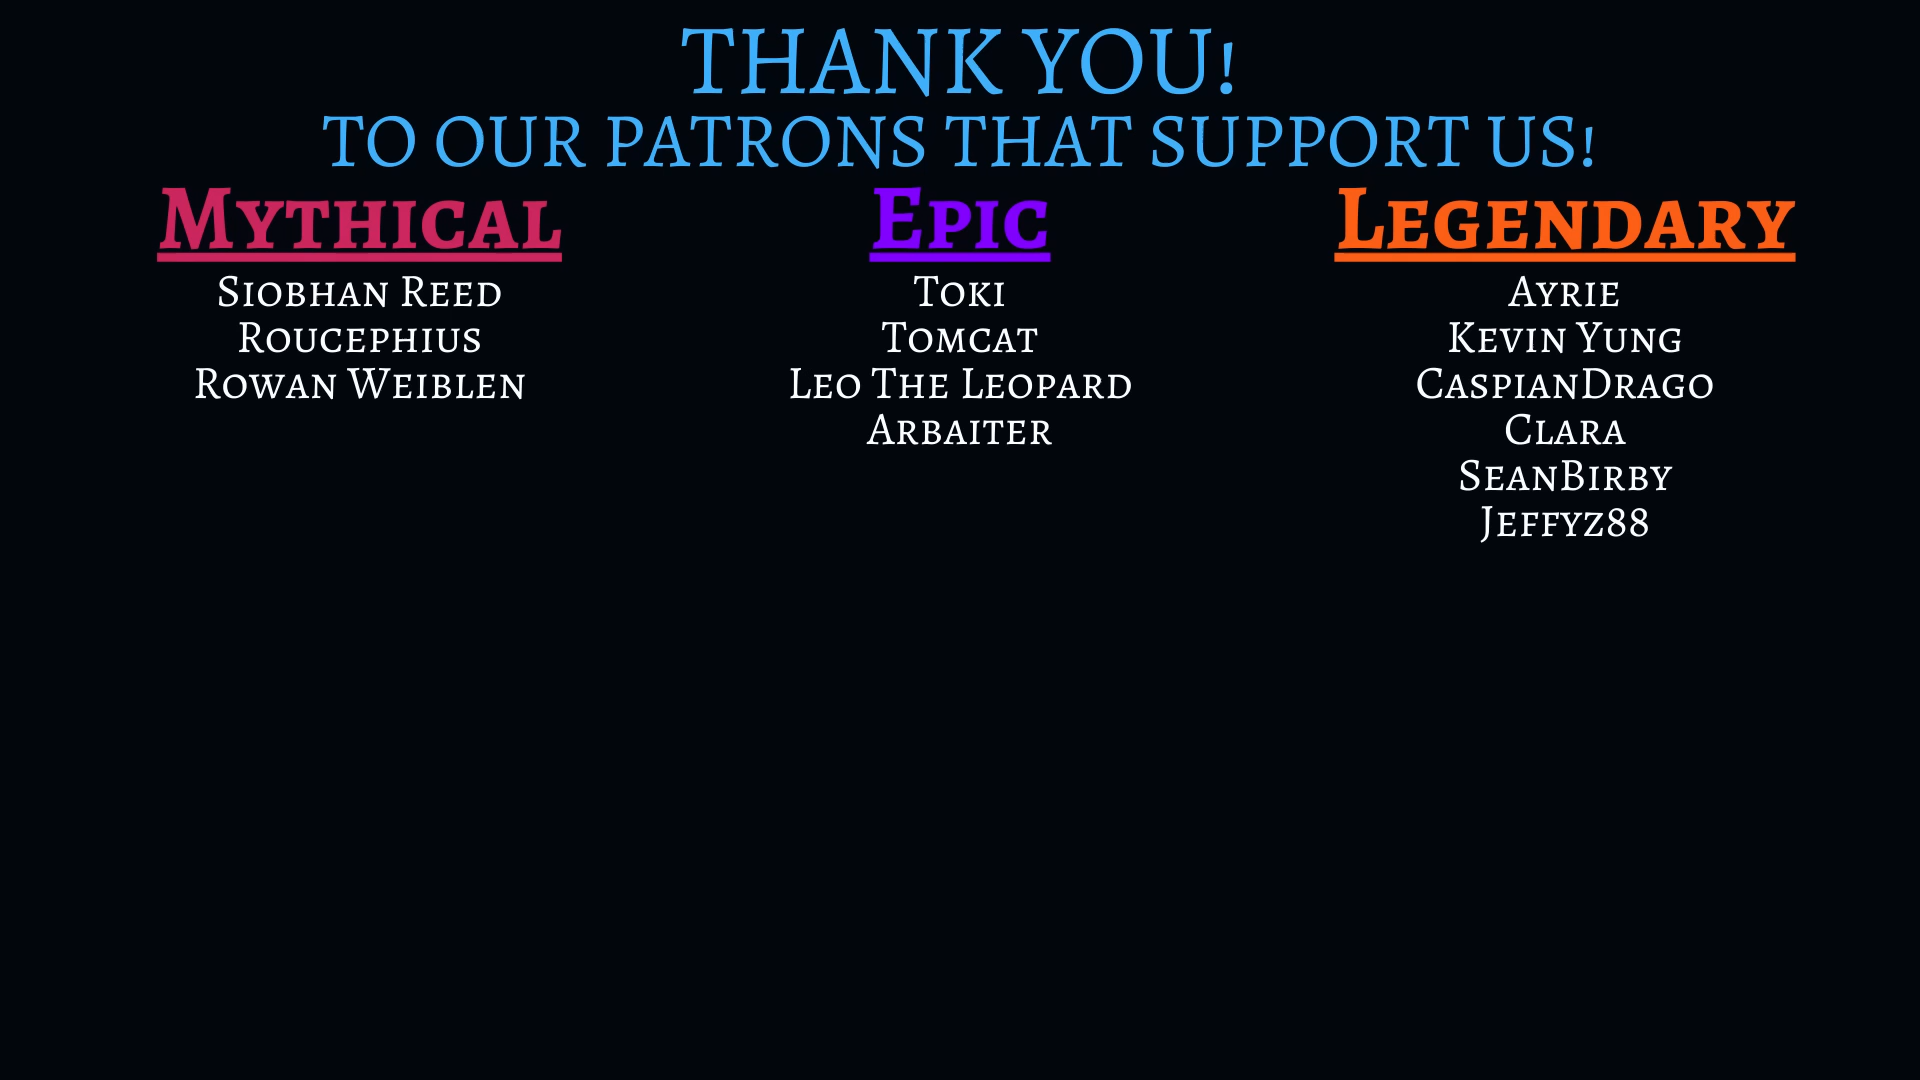 THANK YOU!
TO OUR PATRONS THAT SUPPORT US!
Mythical
Siobhan Reed
Roucephius
Rowan Weiblen
Epic
Toki
Tomcat
Leo The Leopard
Arbaiter
Legendary
Ayrie
Kevin Yung
CaspianDrago
Clara
SeanBirby
Jeffyz88